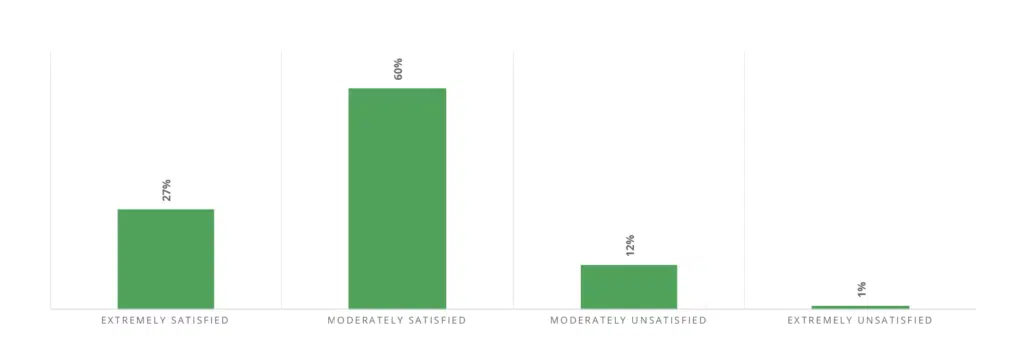 27%
60%
12%
1%
EXTREMELY SATISFIED
MODERATELY SATISFIED
MODERATELY UNSATISFIED
EXTREMELY UNSATISFIED